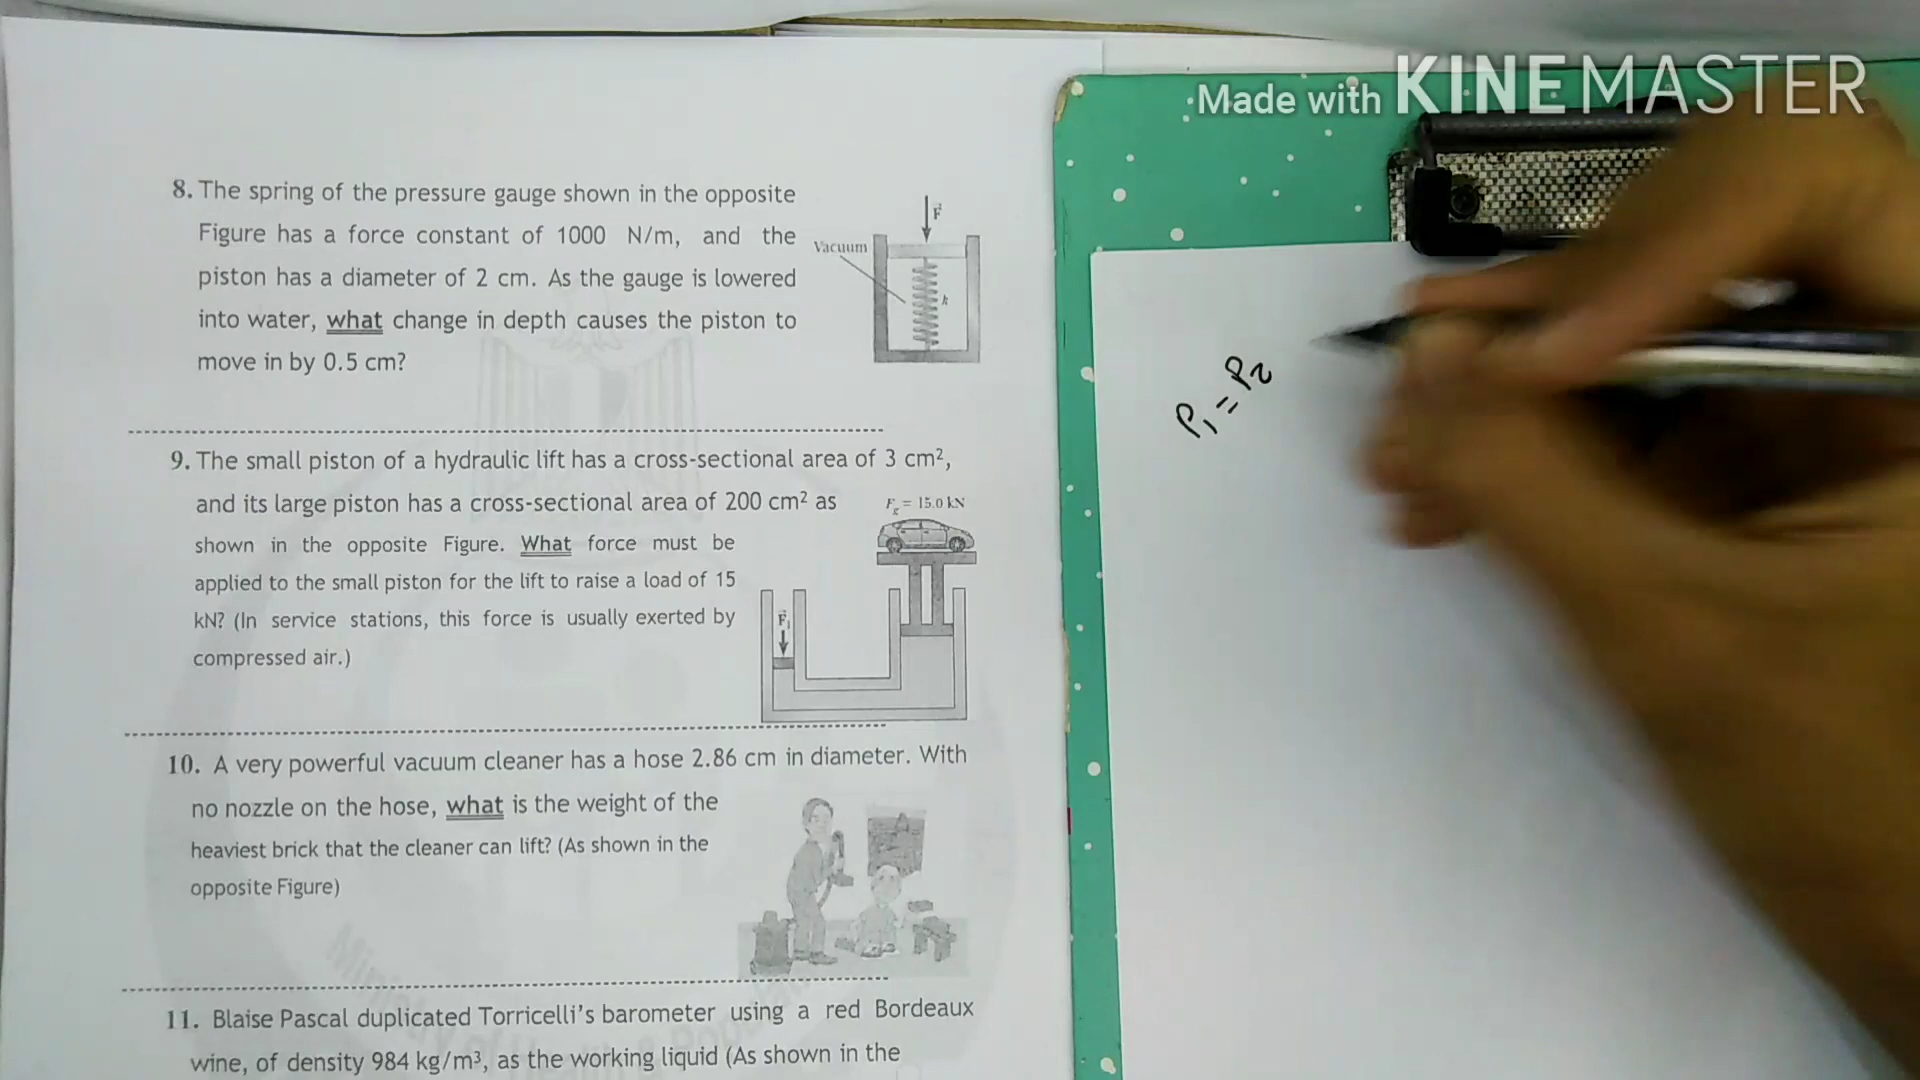 Made with KINEMASTER
8. The spring of the pressure gauge shown in the opposite
Figure has a force constant of 1000 N/m, and the
piston has a diameter of 2 cm. As the gauge is lowered
into water, what change in depth causes the piston to
move in by 0.5 cm?
F
Vacuum
k
9. The small piston of a hydraulic lift has a cross-sectional area of 3 cm²,
and its large piston has a cross-sectional area of 200 cm² as
shown in the opposite Figure. What force must be
applied to the small piston for the lift to raise a load of 15
kN? (In service stations, this force is usually exerted by
compressed air.)
Fg = 15.0 kN
F₁
10. A very powerful vacuum cleaner has a hose 2.86 cm in diameter. With
no nozzle on the hose, what is the weight of the
heaviest brick that the cleaner can lift? (As shown in the
opposite Figure)
11. Blaise Pascal duplicated Torricelli's barometer using a red Bordeaux
wine, of density 984 kg/m³, as the working liquid (As shown in the
P₁ = P₂